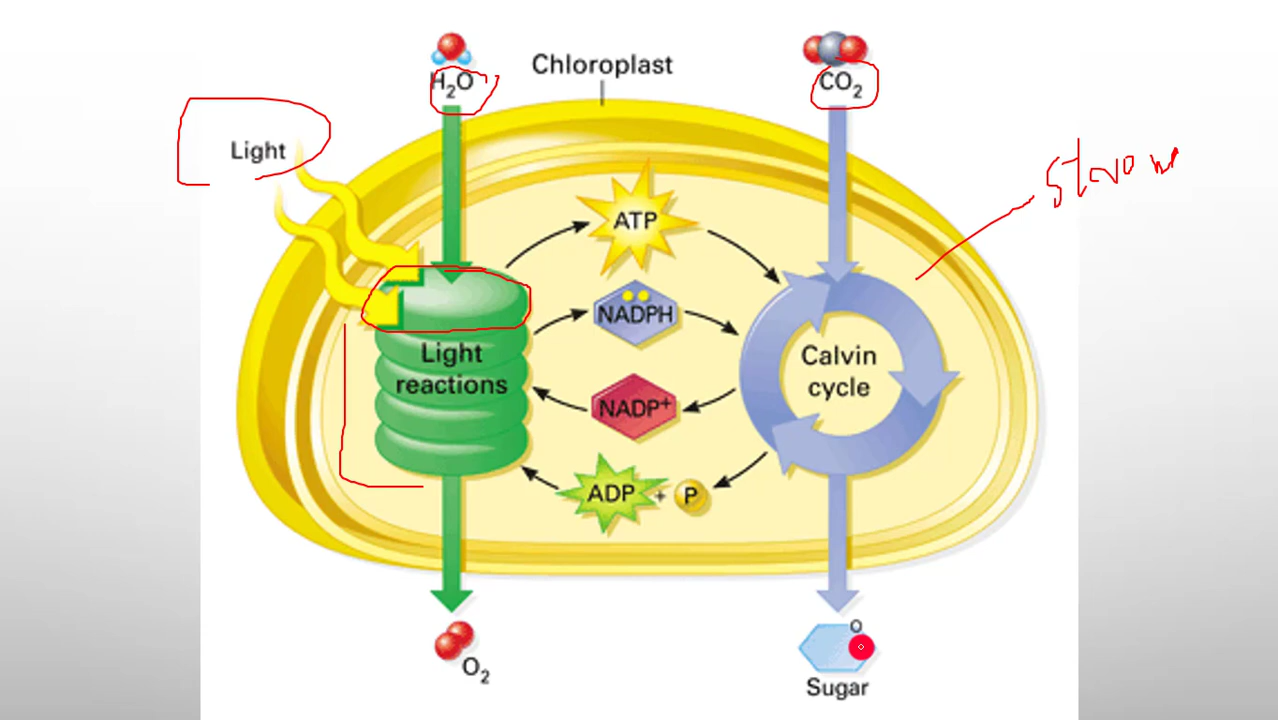 Chloroplast
H₂O
CO₂
Light
ATP
NADPH
Light
reactions
Calvin
cycle
NADP⁺
ADP + P
O₂
O
Sugar